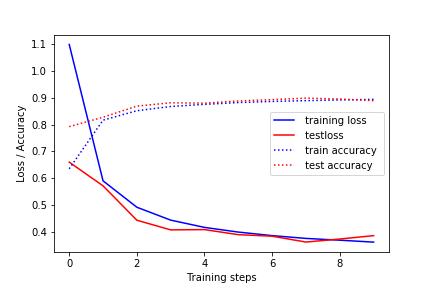 1.1
1.0
0.9
0.8
0.7
0.6
0.5
0.4
Loss / Accuracy
training loss
testloss
train accuracy
test accuracy
0 2 4 6 8
Training steps